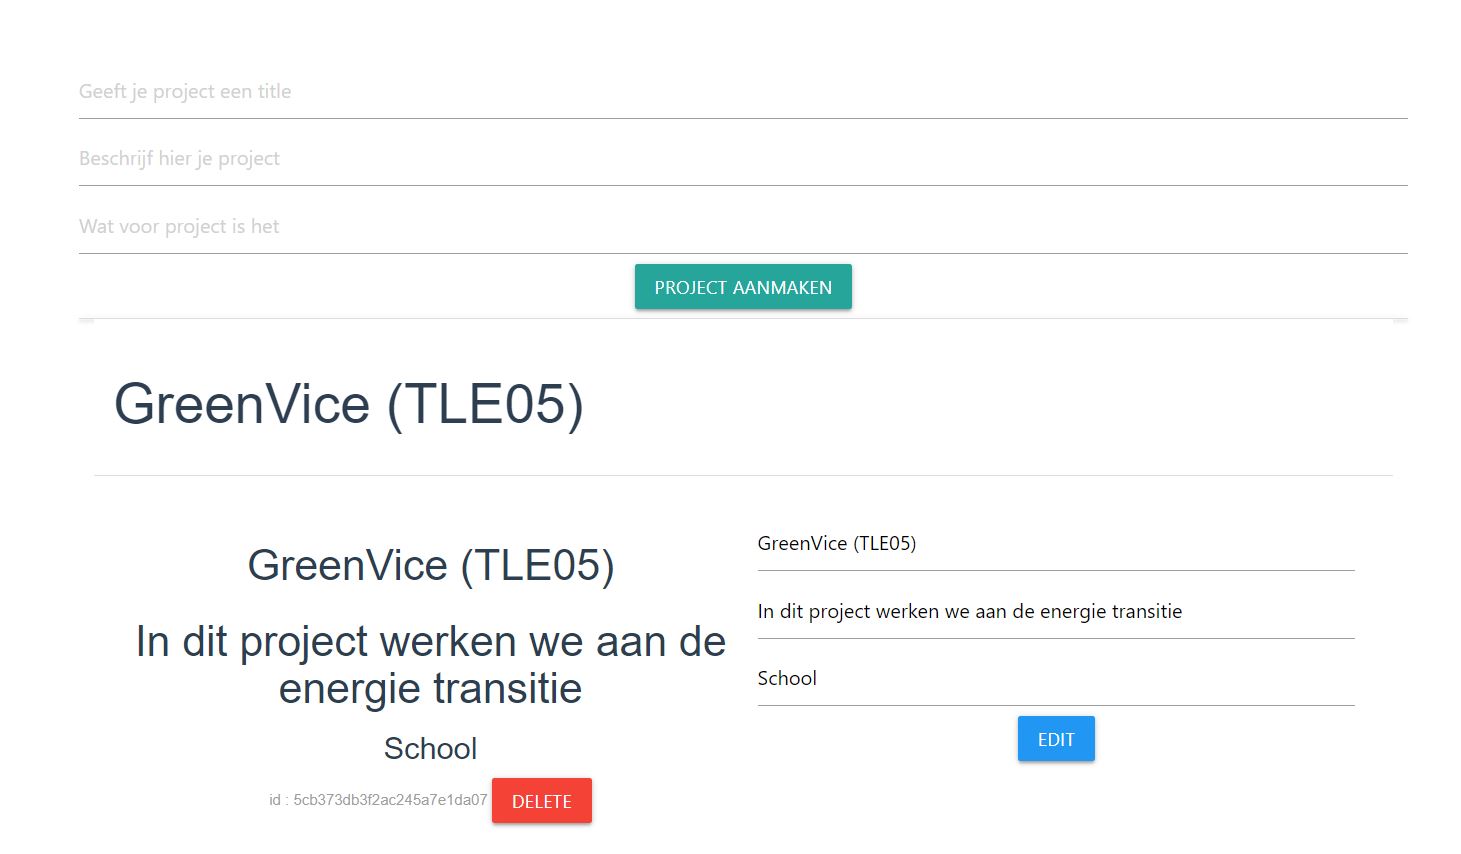 Geeft je project een title
Beschrijf hier je project
Wat voor project is het
PROJECT AANMAKEN
GreenVice (TLE05)
GreenVice (TLE05)
In dit project werken we aan de
energie transitie
School
id : 5cb373db3f2ac245a7e1da07 DELETE
GreenVice (TLE05)
In dit project werken we aan de energie transitie
School
EDIT